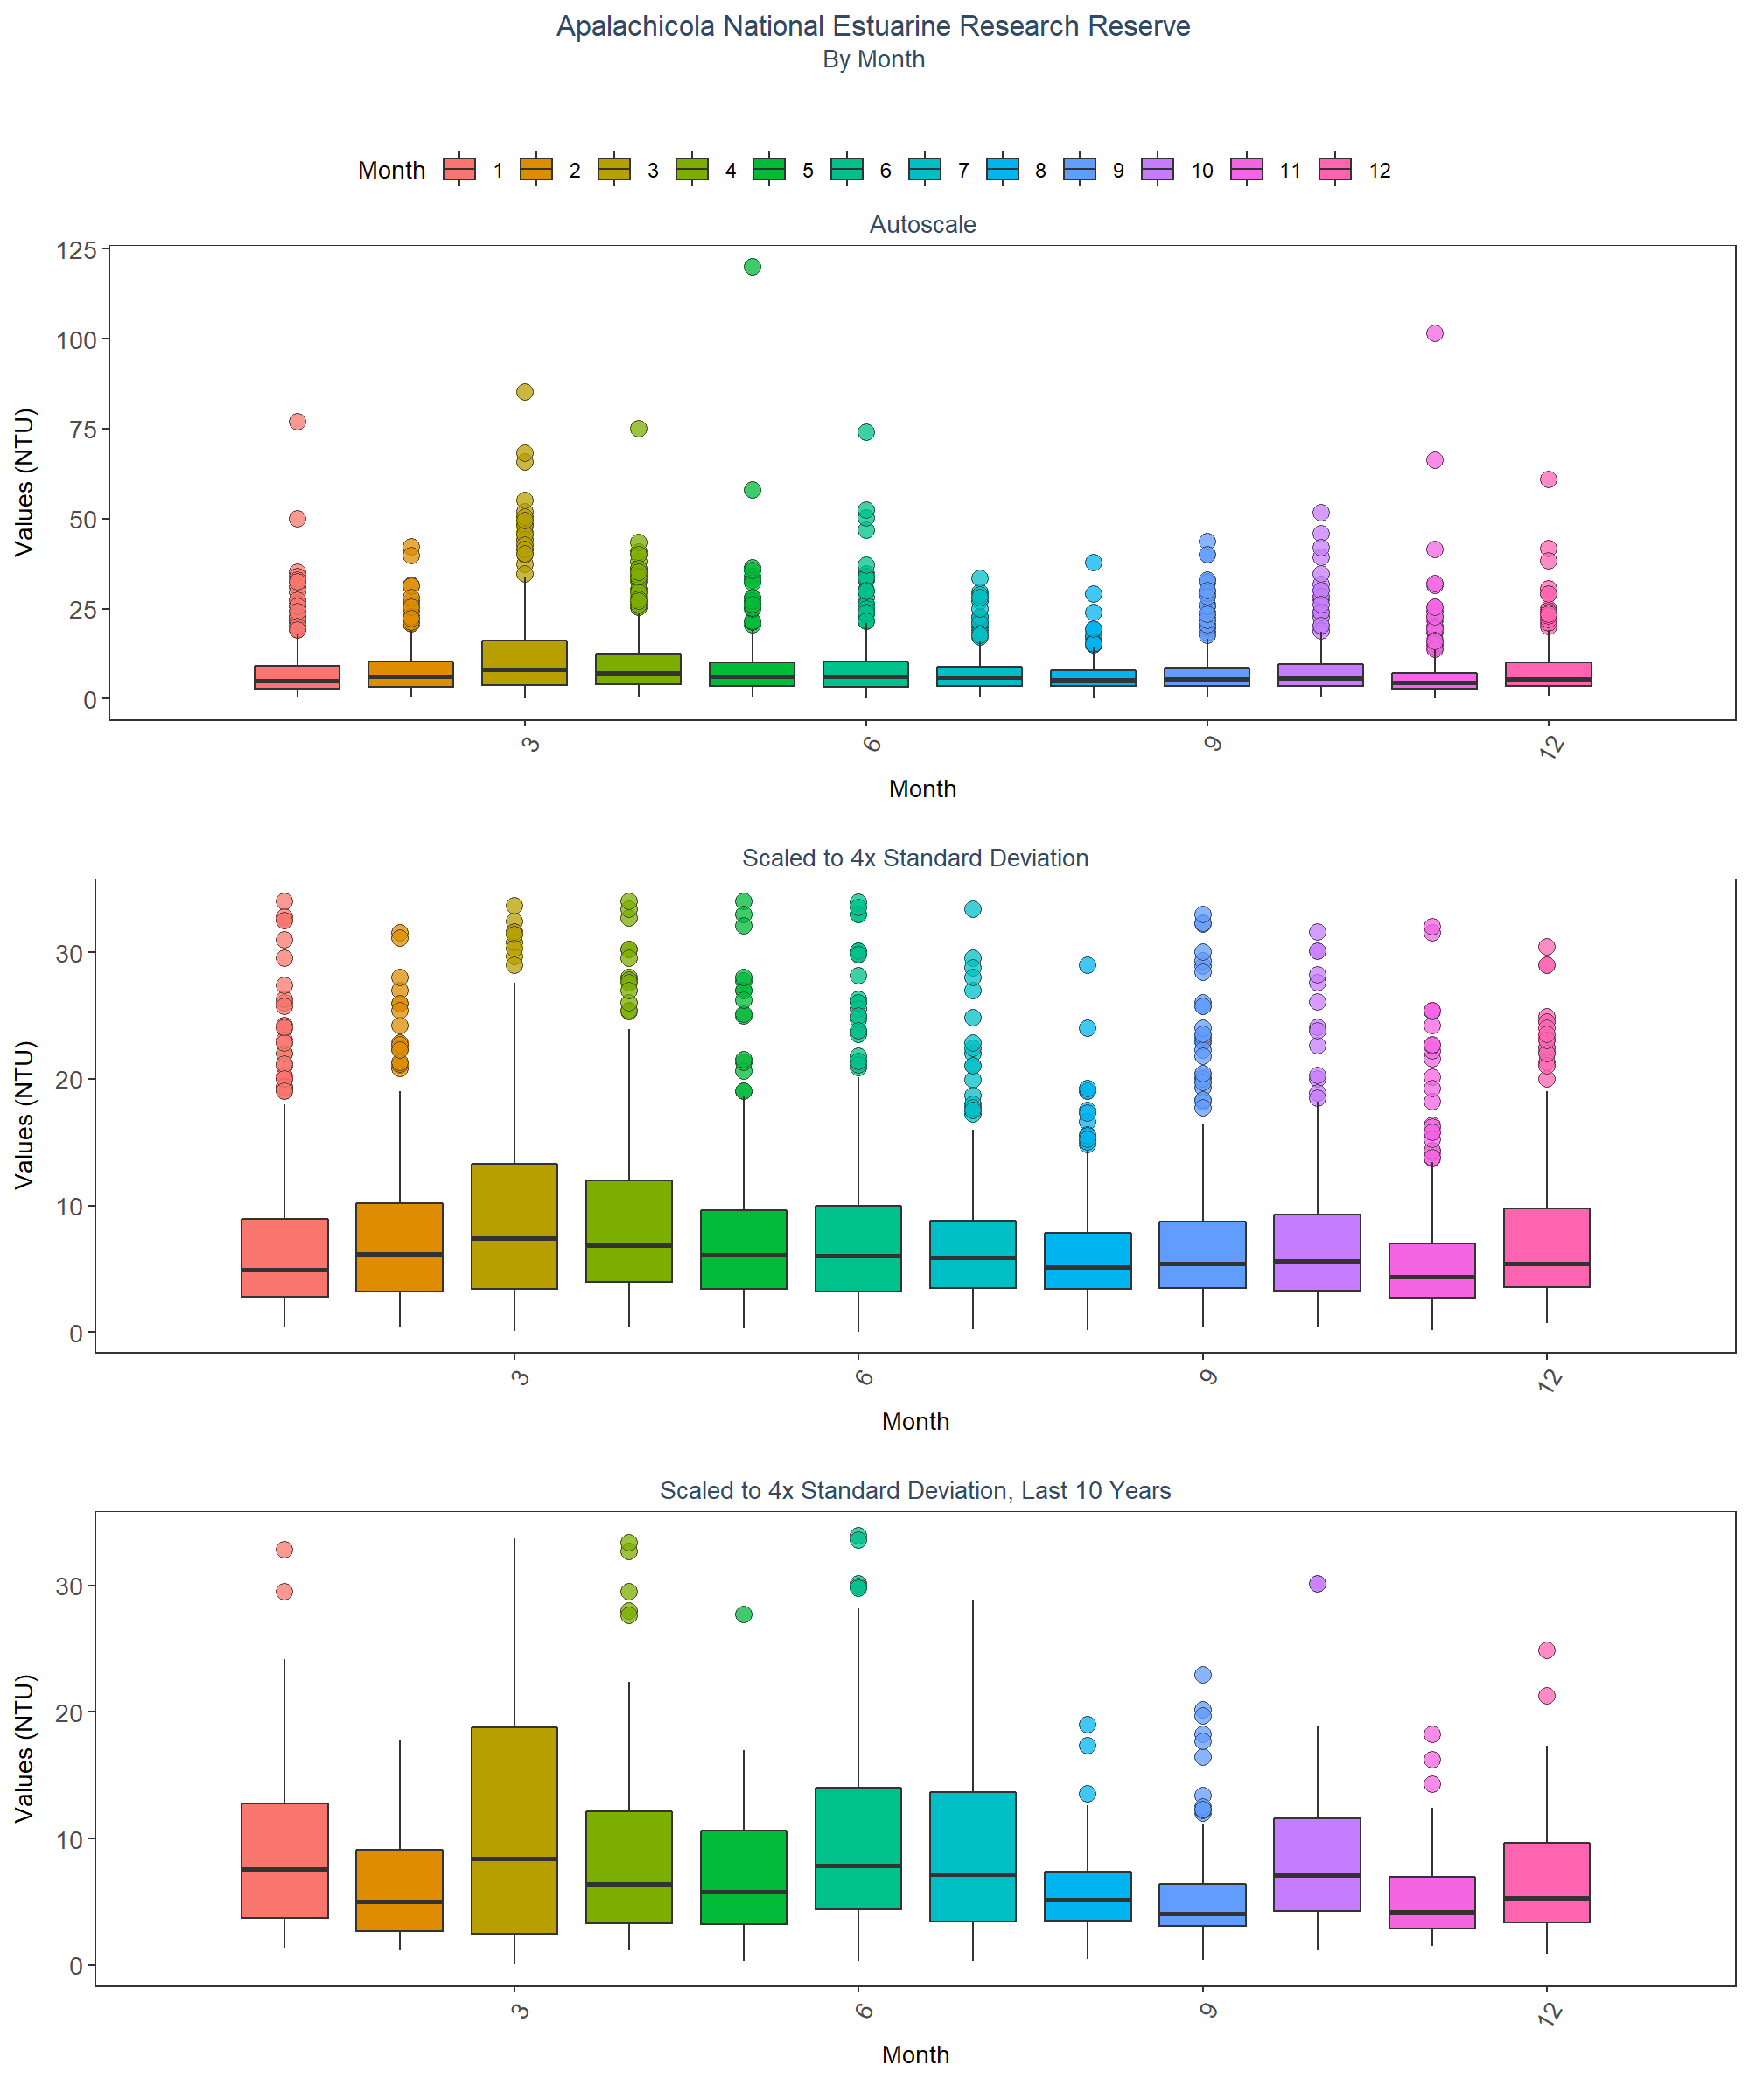 Apalachicola National Estuarine Research Reserve
By Month
Month 1 2 3 4 5 6 7 8 9 10 11 12
Autoscale
Values (NTU)
125
100
75
50
25
0
3 6 9 12
Month
Scaled to 4x Standard Deviation
Values (NTU)
30
20
10
0
3 6 9 12
Month
Scaled to 4x Standard Deviation, Last 10 Years
Values (NTU)
30
20
10
0
3 6 9 12
Month